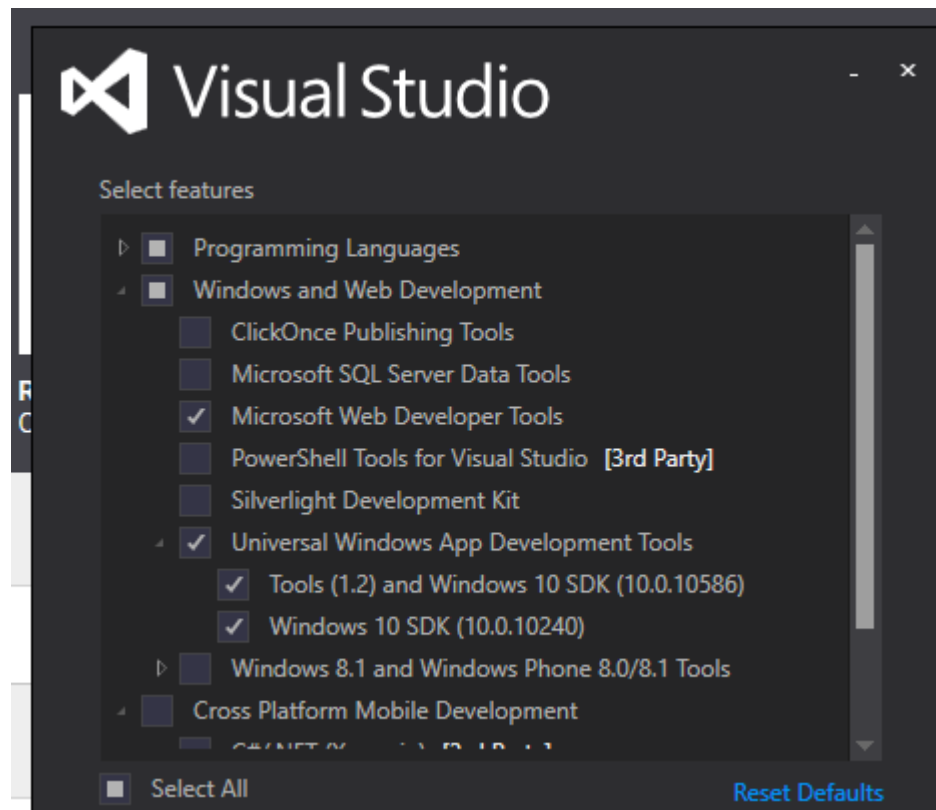 Visual Studio
Select features
Programming Languages
Windows and Web Development
ClickOnce Publishing Tools
Microsoft SQL Server Data Tools
Microsoft Web Developer Tools
PowerShell Tools for Visual Studio [3rd Party]
Silverlight Development Kit
Universal Windows App Development Tools
Tools (1.2) and Windows 10 SDK (10.0.10586)
Windows 10 SDK (10.0.10240)
Windows 8.1 and Windows Phone 8.0/8.1 Tools
Cross Platform Mobile Development
Select All
Reset Defaults